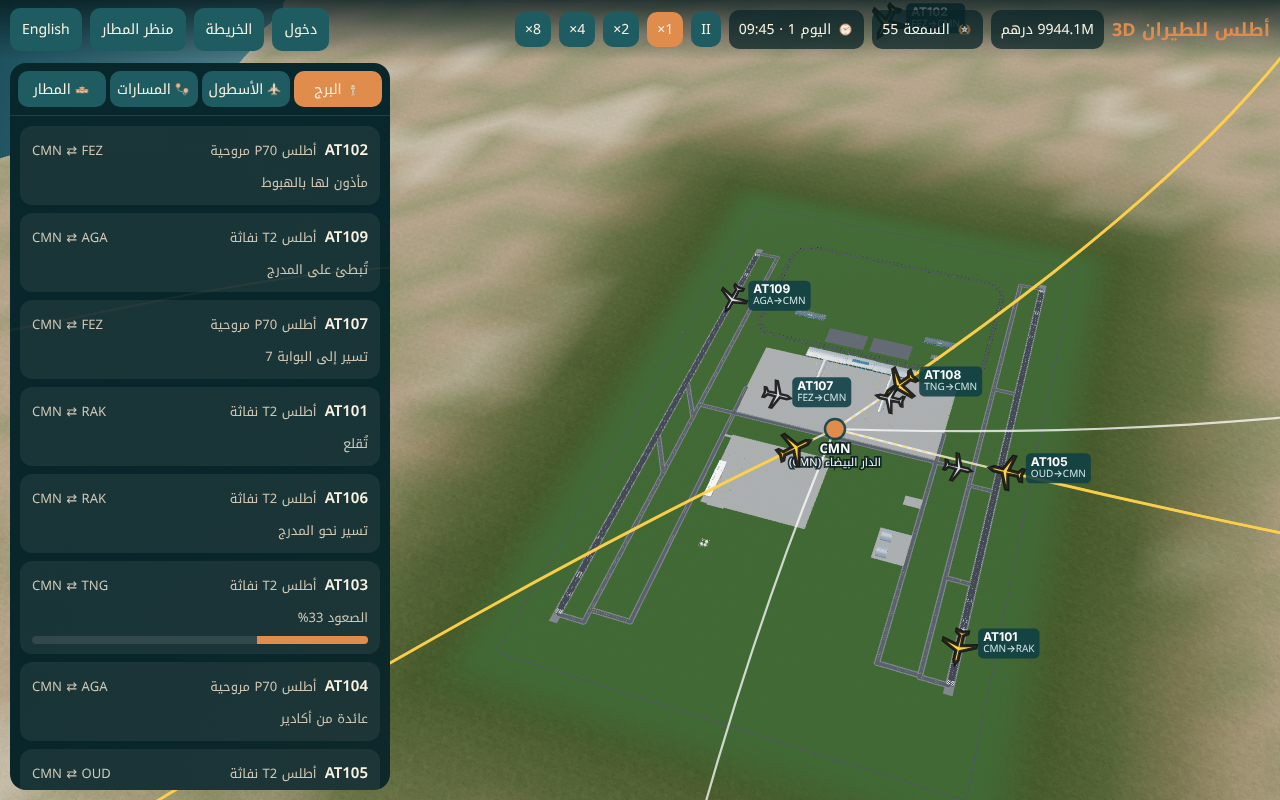 أطلس للطيران 3D
9944.1M درهم
السمعة 55
اليوم 1 · 09:45
II
×1
×2
×4
×8
دخول
الخريطة
منظر المطار
English
البرج
الأسطول
المسارات
المطار
AT102 أطلس P70 مروحية CMN ⇄ FEZ
مأذون لها بالهبوط
AT109 أطلس T2 نفاثة CMN ⇄ AGA
تُبطئ على المدرج
AT107 أطلس P70 مروحية CMN ⇄ FEZ
تسير إلى البوابة 7
AT101 أطلس T2 نفاثة CMN ⇄ RAK
تُقلع
AT106 أطلس P70 مروحية CMN ⇄ RAK
تسير نحو المدرج
AT103 أطلس T2 نفاثة CMN ⇄ TNG
الصعود 33%
AT104 أطلس P70 مروحية CMN ⇄ AGA
عائدة من أكادير
AT105 أطلس T2 نفاثة CMN ⇄ OUD
AT102
AT109
AGA→CMN
AT107
FEZ→CMN
AT108
TNG→CMN
CMN
الدار البيضاء (CMN)
AT105
OUD→CMN
AT101
CMN→RAK